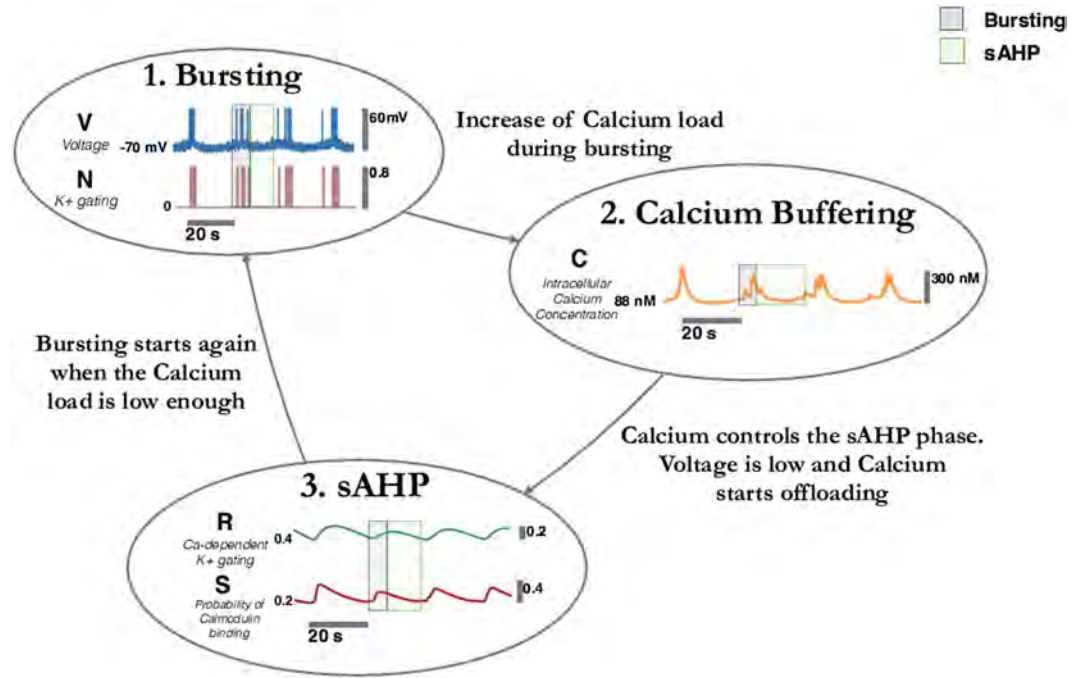 Bursting
sAHP
1. Bursting
V
Voltage
-70 mV
60mV
N
K+ gating
0
0.8
20 s
Increase of Calcium load
during bursting
2. Calcium Buffering
C
Intracellular
Calcium
Concentration
88 nM
300 nM
20 s
Bursting starts again
when the Calcium
load is low enough
Calcium controls the sAHP phase.
Voltage is low and Calcium
starts offloading
3. sAHP
R
Ca-dependent
K+ gating
0.4
0.2
S
Probability of
Calmodulin
binding
0.2
0.4
20 s